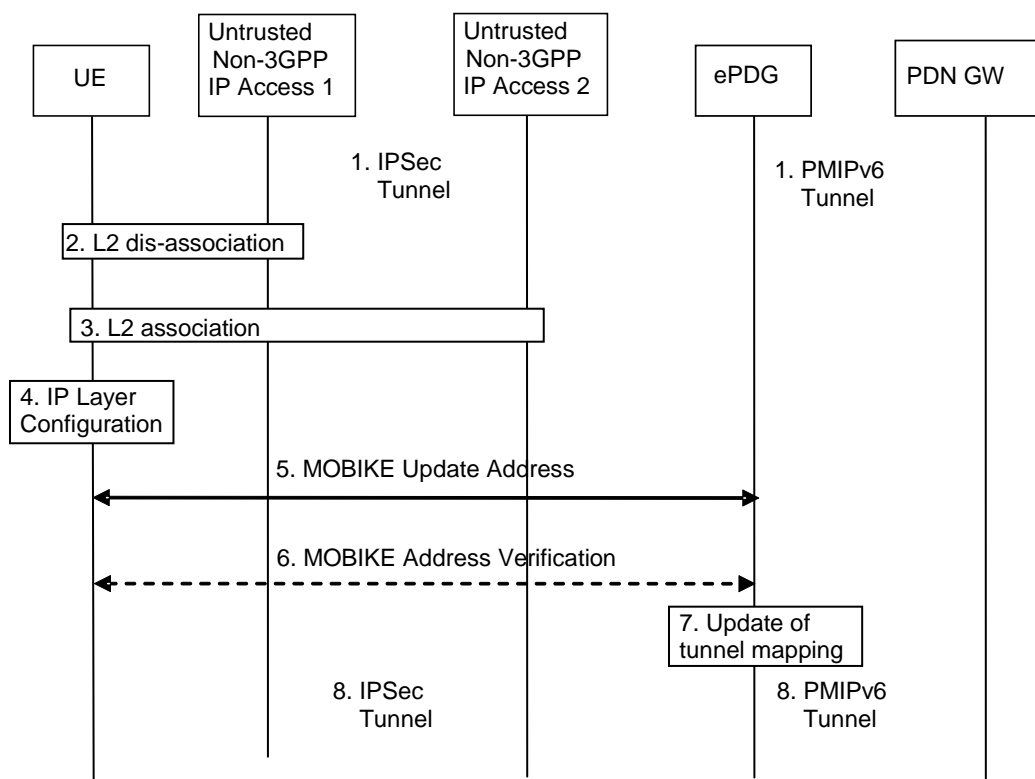 UE
Untrusted
Non-3GPP
IP Access 1
Untrusted
Non-3GPP
IP Access 2
ePDG
PDN GW
1. IPSec
Tunnel
1. PMIPv6
Tunnel
2. L2 dis-association
3. L2 association
4. IP Layer
Configuration
5. MOBIKE Update Address
6. MOBIKE Address Verification
7. Update of
tunnel mapping
8. IPSec
Tunnel
8. PMIPv6
Tunnel